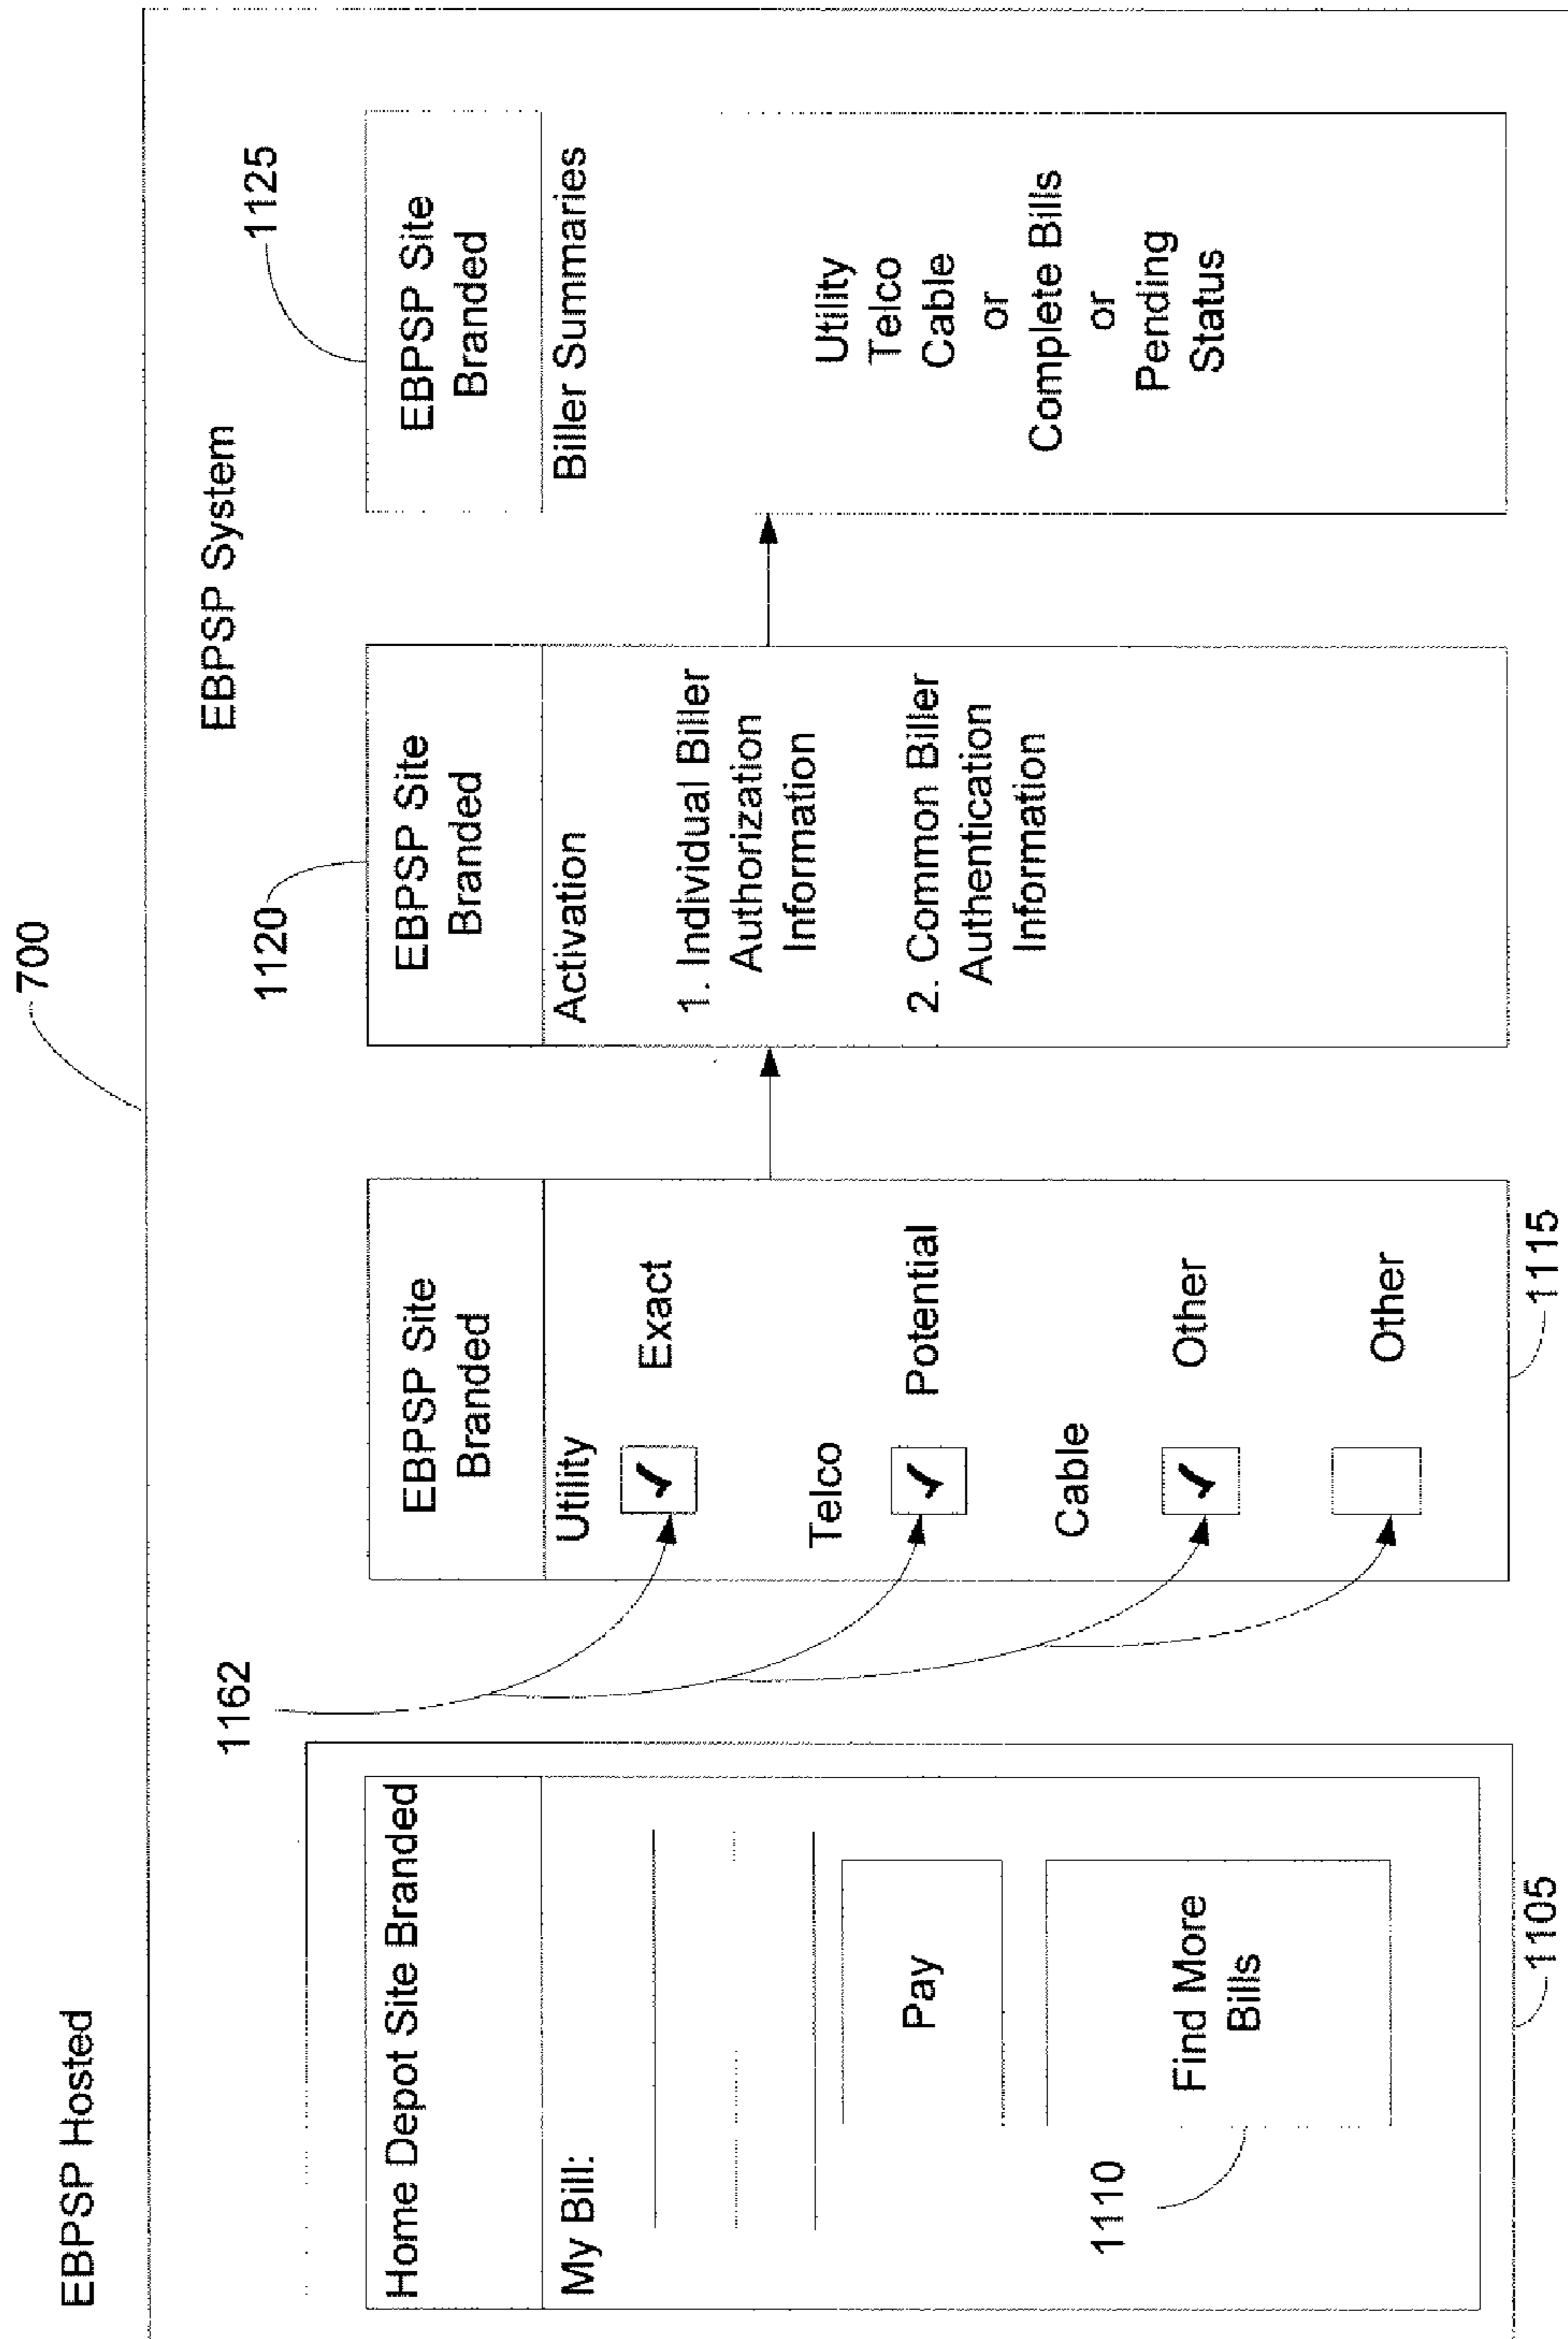 EBPSP Hosted
700
EBPSP System
1105
Home Depot Site Branded
My Bill:
Pay
Find More
Bills
1110
1162
EBPSP Site
Branded
Utility
✓
Exact
Telco
✓
Potential
Cable
✓
Other
Other
1115
1120
EBPSP Site
Branded
Activation
1. Individual Biller
Authorization
Information
2. Common Biller
Authentication
Information
1125
EBPSP Site
Branded
Biller Summaries
Utility
Telco
Cable
or
Complete Bills
or
Pending
Status